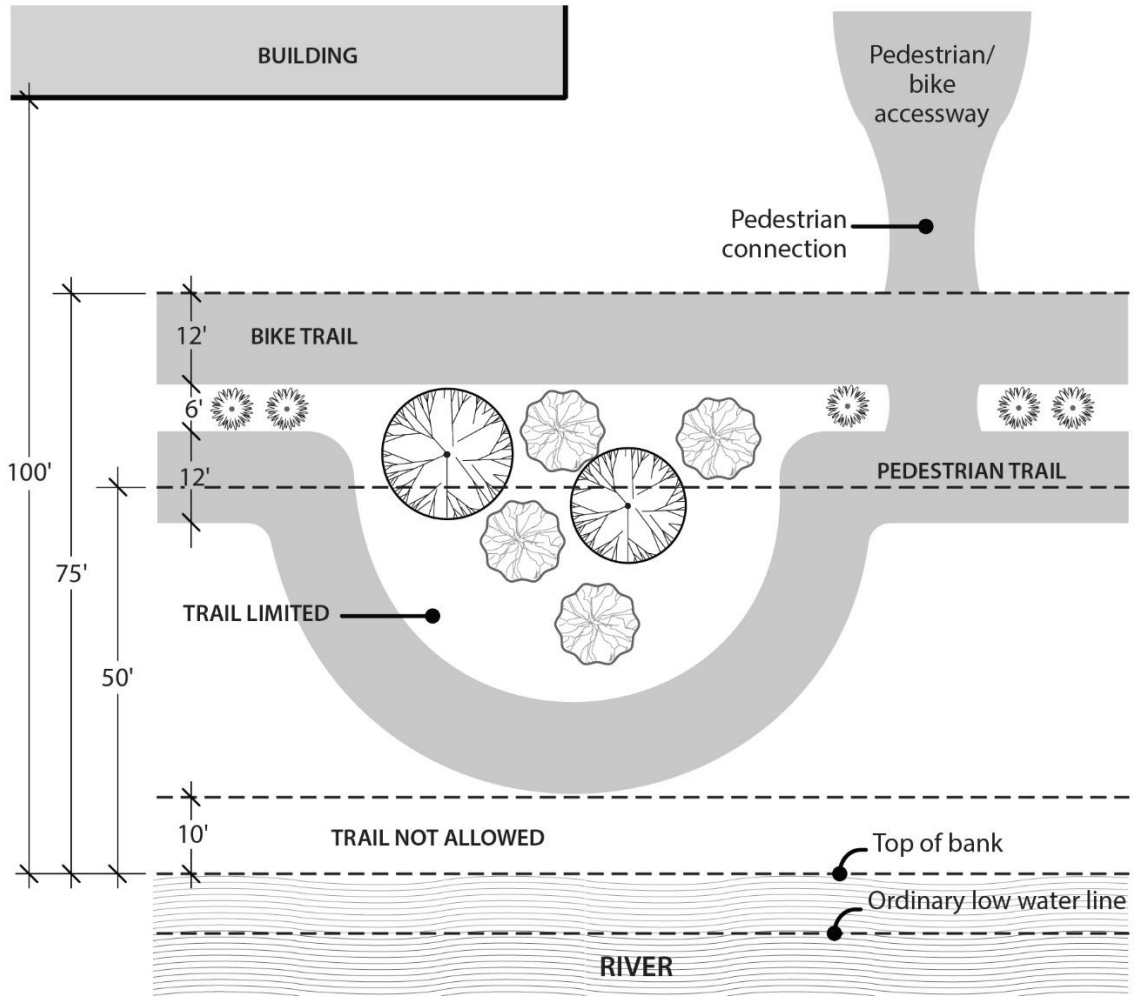 BUILDING
Pedestrian/
bike
accessway
Pedestrian
connection
12'
BIKE TRAIL
6'
100'
12'
PEDESTRIAN TRAIL
75'
TRAIL LIMITED
50'
10'
TRAIL NOT ALLOWED
Top of bank
Ordinary low water line
RIVER